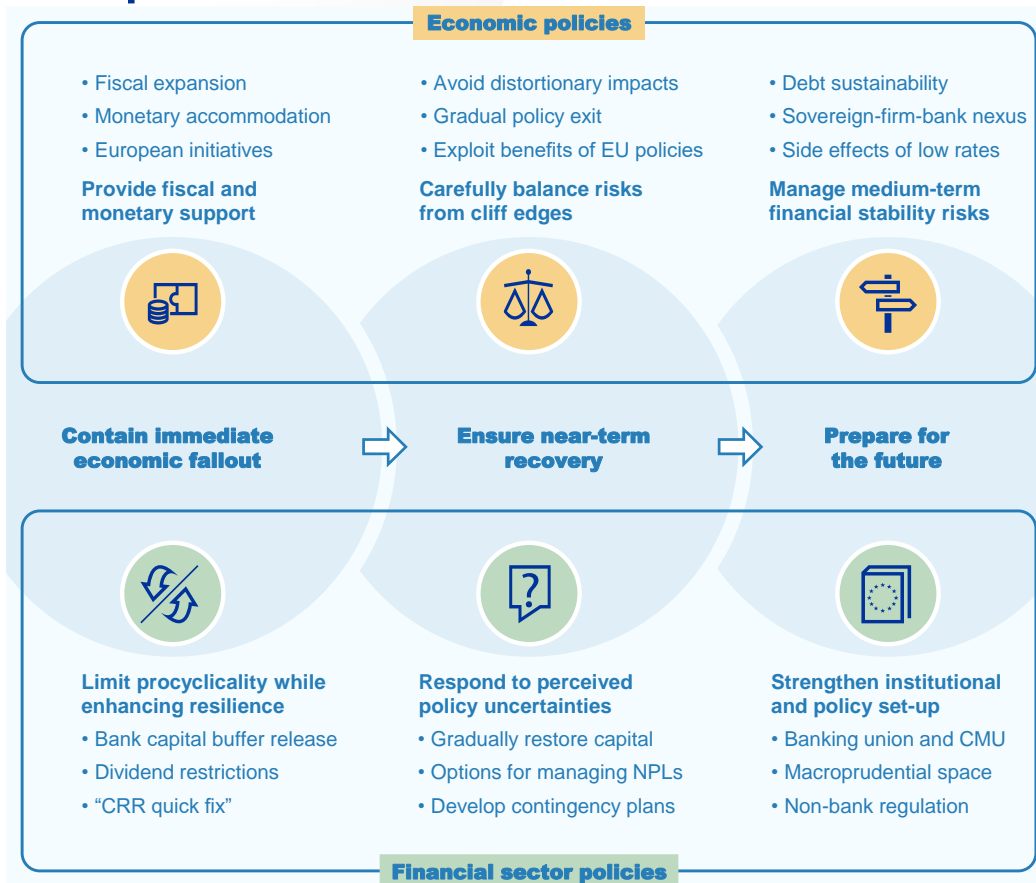 Economic policies
• Fiscal expansion
• Monetary accommodation
• European initiatives
Provide fiscal and
monetary support
• Avoid distortionary impacts
• Gradual policy exit
• Exploit benefits of EU policies
Carefully balance risks
from cliff edges
• Debt sustainability
• Sovereign-firm-bank nexus
• Side effects of low rates
Manage medium-term
financial stability risks
Contain immediate
economic fallout
Ensure near-term
recovery
Prepare for
the future
?
Limit procyclicality while
enhancing resilience
• Bank capital buffer release
• Dividend restrictions
• “CRR quick fix”
Respond to perceived
policy uncertainties
• Gradually restore capital
• Options for managing NPLs
• Develop contingency plans
Strengthen institutional
and policy set-up
• Banking union and CMU
• Macroprudential space
• Non-bank regulation
Financial sector policies